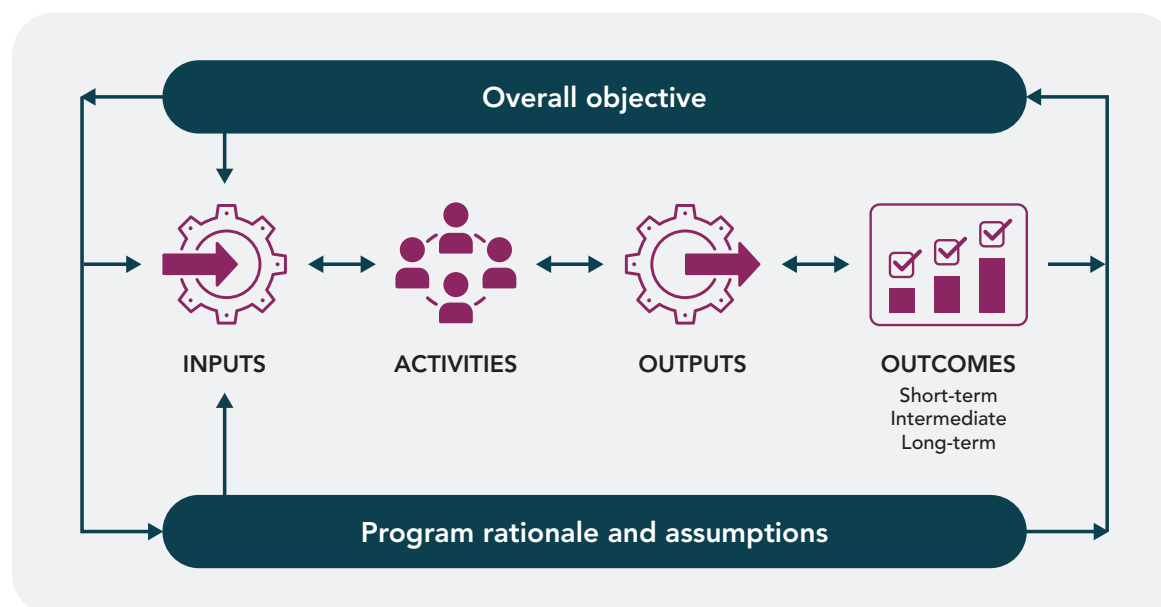 Overall objective
INPUTS
ACTIVITIES
OUTPUTS
OUTCOMES
Short-term
Intermediate
Long-term
Program rationale and assumptions